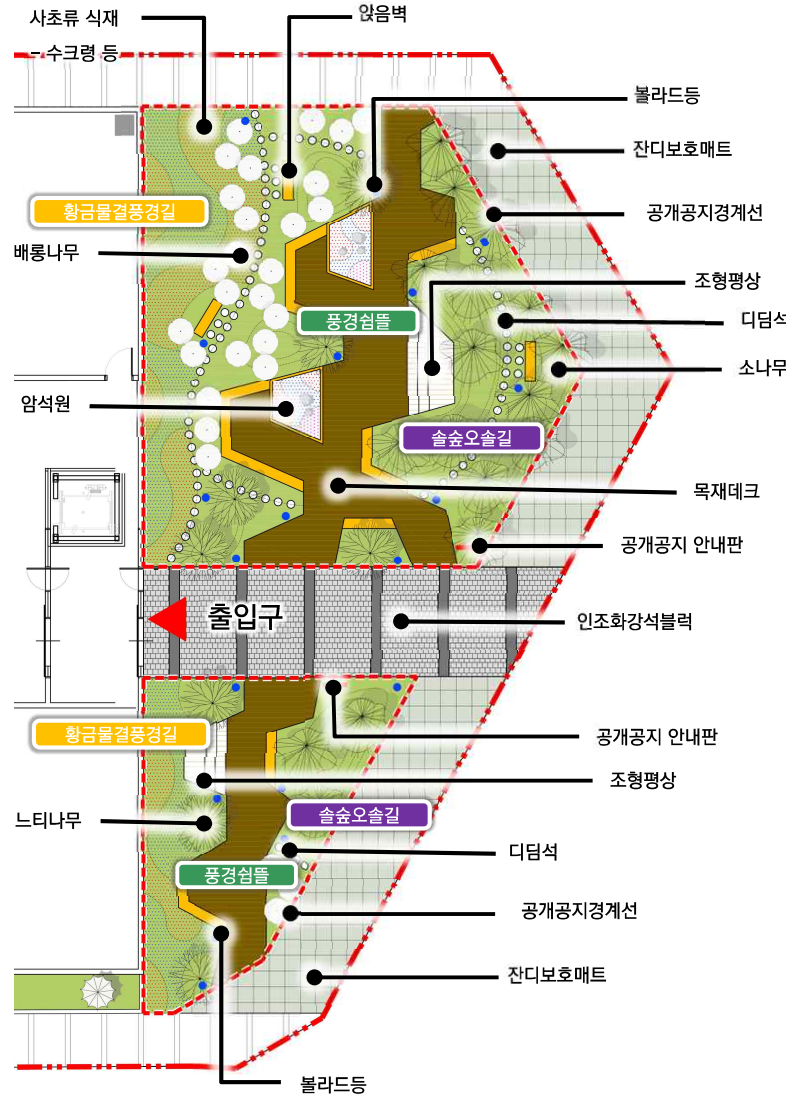 사초류 식재
- 수크령 등
앉음벽
볼라드등
잔디보호매트
황금물결풍경길
공개공지경계선
배롱나무
조형평상
풍경쉼뜰
디딤석
소나무
암석원
솔숲오솔길
목재데크
공개공지 안내판
출입구
인조화강석블럭
황금물결풍경길
공개공지 안내판
조형평상
느티나무
솔숲오솔길
디딤석
풍경쉼뜰
공개공지경계선
잔디보호매트
볼라드등